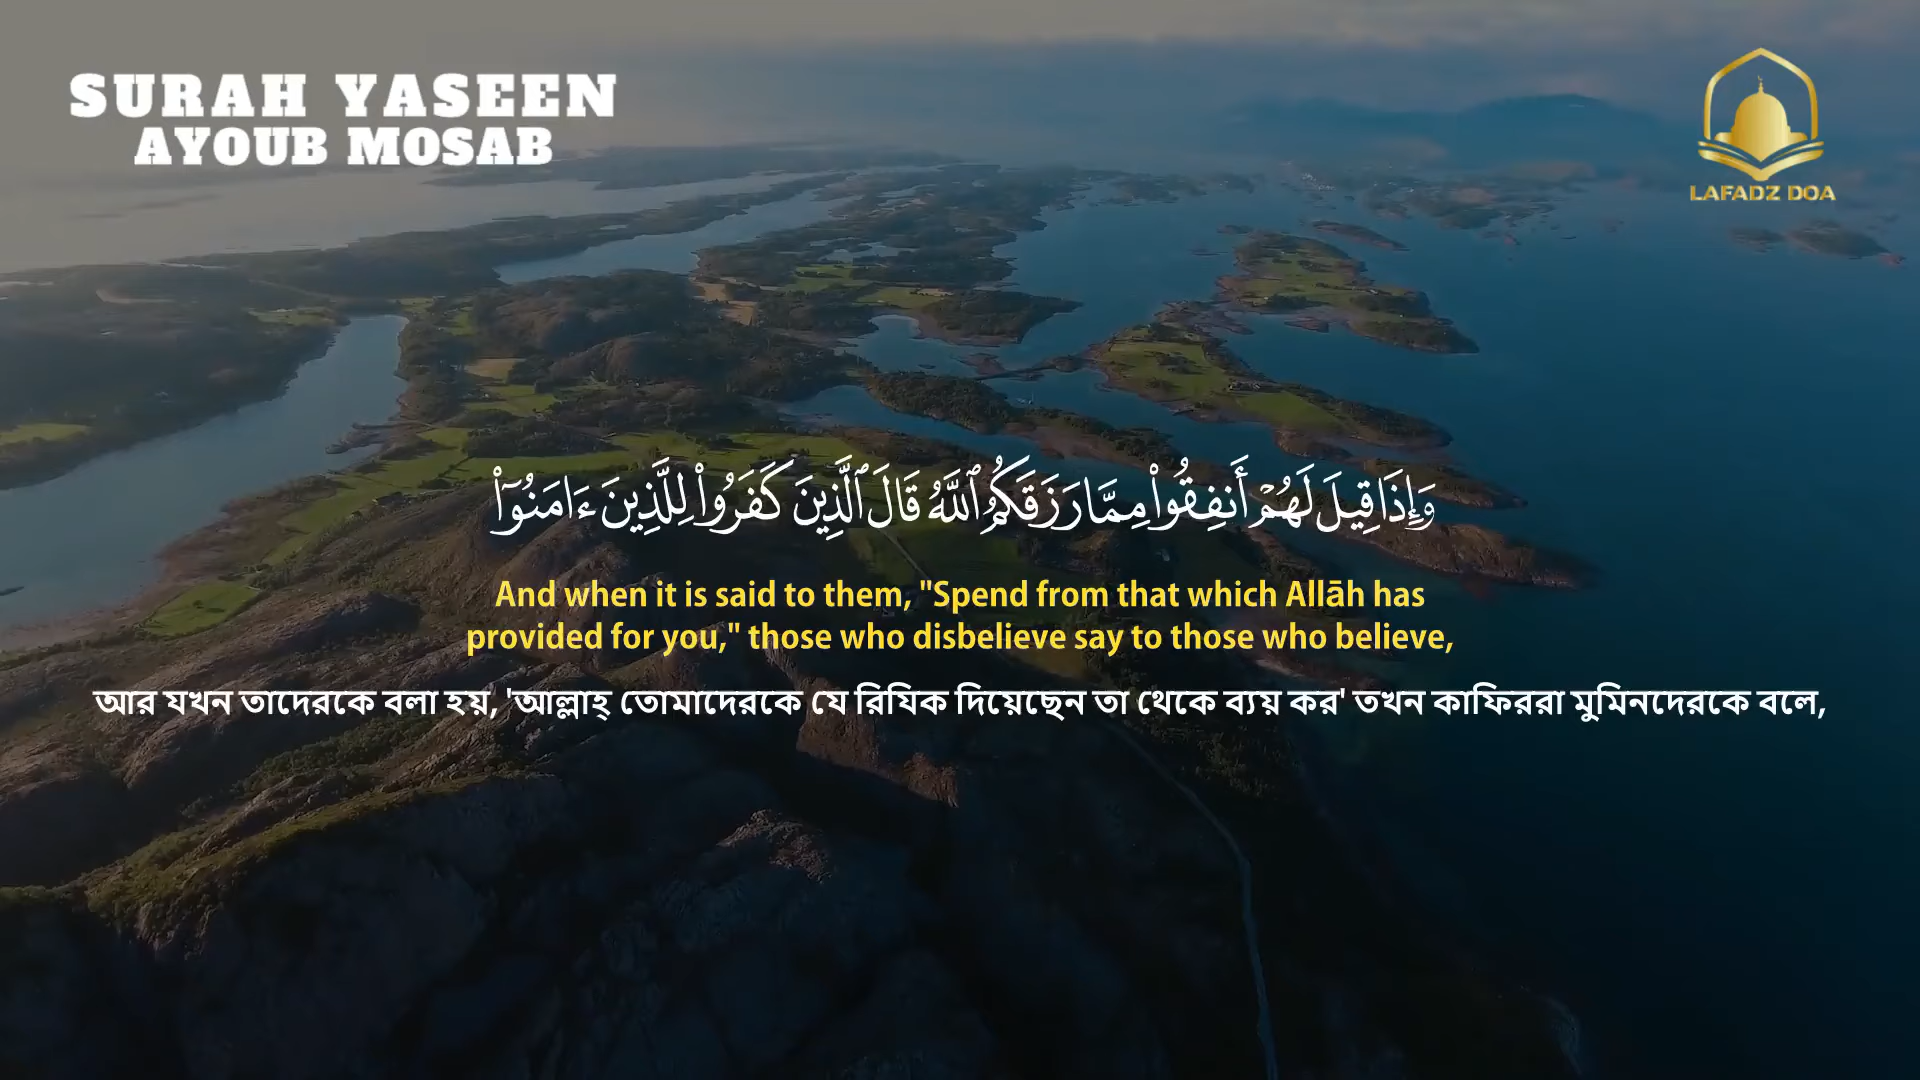 SURAH YASEEN
AYOUB MOSAB
LAFADZ DOA
وَإِذَا قِيلَ لَهُمْ أَنفِقُوا۟ مِمَّا رَزَقَكُمُ ٱللَّهُ قَالَ ٱلَّذِينَ كَفَرُوا۟ لِلَّذِينَ ءَامَنُوٓا۟
And when it is said to them, "Spend from that which Allāh has
provided for you," those who disbelieve say to those who believe,
আর যখন তাদেরকে বলা হয়, 'আল্লাহ্ তোমাদেরকে যে রিযিক দিয়েছেন তা থেকে ব্যয় কর' তখন কাফিররা মুমিনদেরকে বলে,